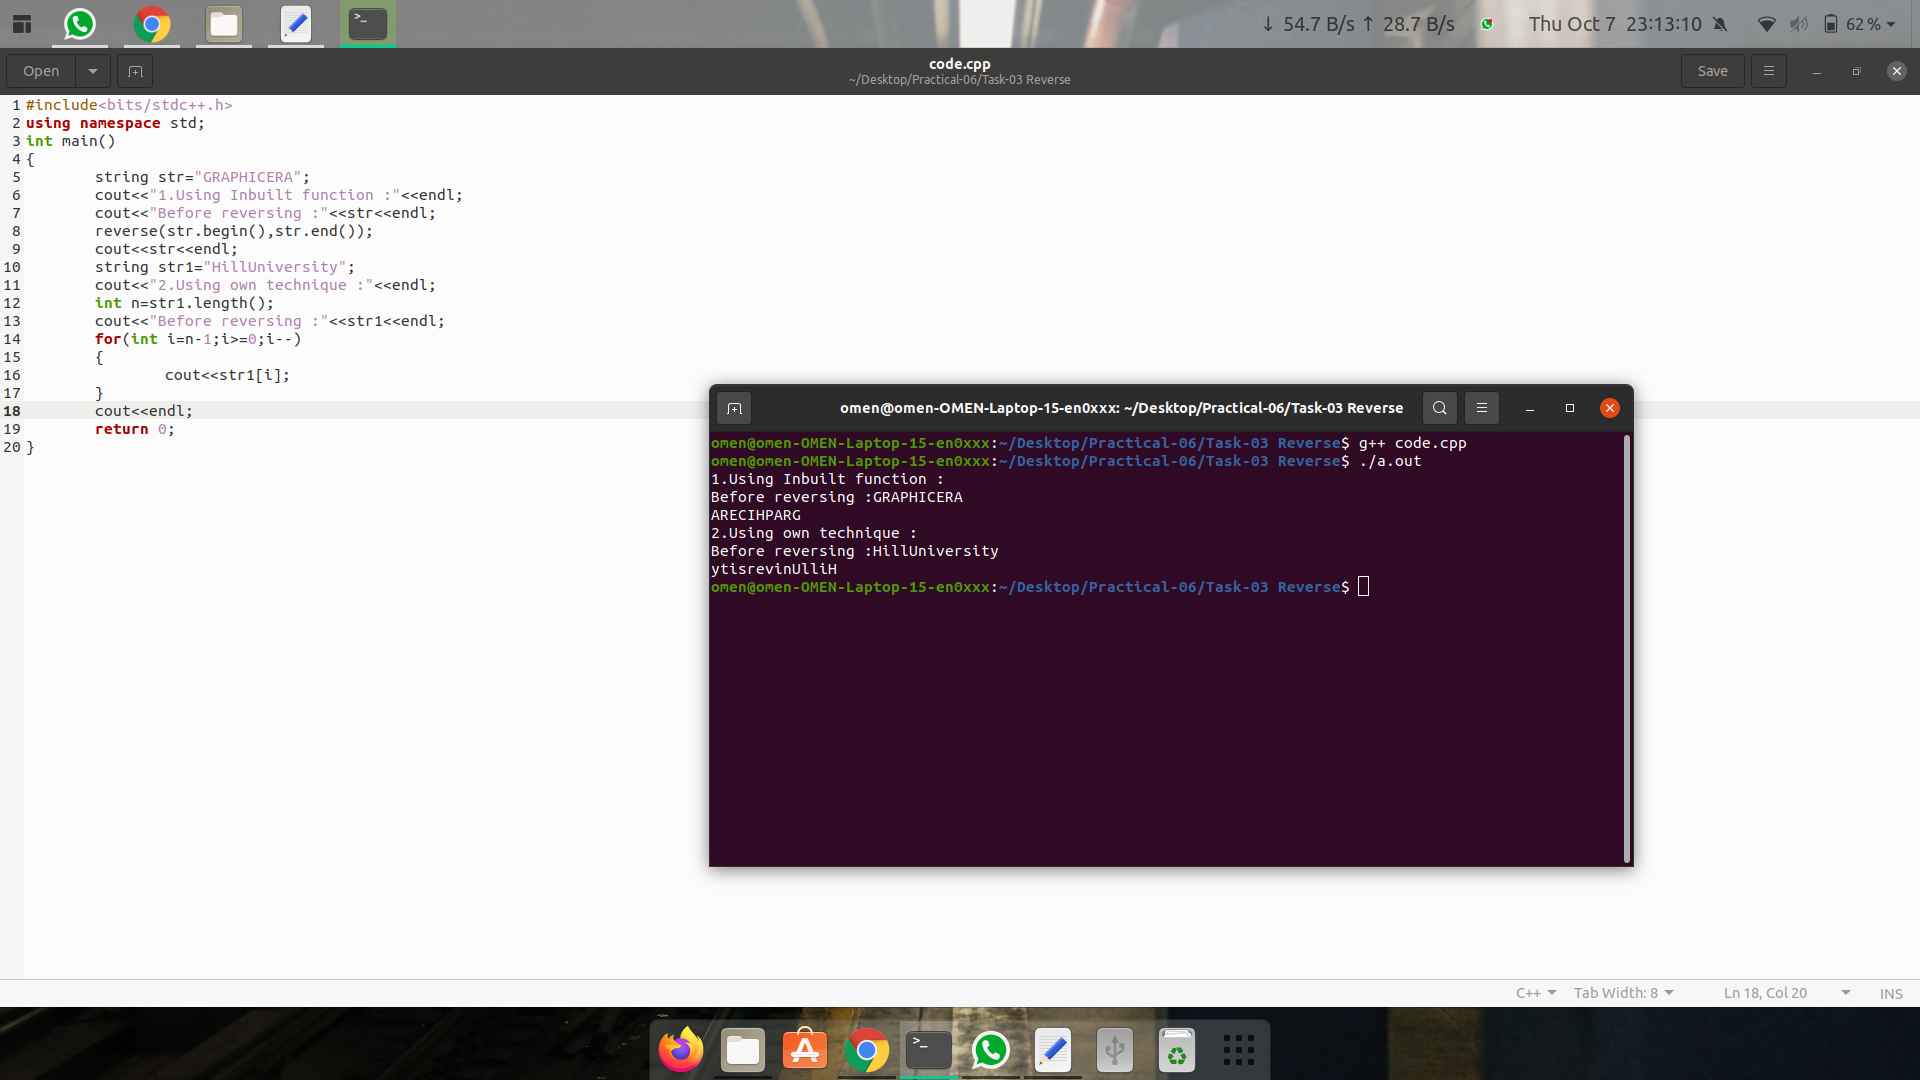 ↓ 54.7 B/s ↑ 28.7 B/s Thu Oct 7 23:13:10 62 %
Open code.cpp Save
~/Desktop/Practical-06/Task-03 Reverse
1 #include<bits/stdc++.h>
2 using namespace std;
3 int main()
4 {
5 string str="GRAPHICERA";
6 cout<<"1.Using Inbuilt function :"<<endl;
7 cout<<"Before reversing :"<<str<<endl;
8 reverse(str.begin(),str.end());
9 cout<<str<<endl;
10 string str1="HillUniversity";
11 cout<<"2.Using own technique :"<<endl;
12 int n=str1.length();
13 cout<<"Before reversing :"<<str1<<endl;
14 for(int i=n-1;i>=0;i--)
15 {
16 cout<<str1[i];
17 }
18 cout<<endl;
19 return 0;
20 }
omen@omen-OMEN-Laptop-15-en0xxx: ~/Desktop/Practical-06/Task-03 Reverse
omen@omen-OMEN-Laptop-15-en0xxx:~/Desktop/Practical-06/Task-03 Reverse$ g++ code.cpp
omen@omen-OMEN-Laptop-15-en0xxx:~/Desktop/Practical-06/Task-03 Reverse$ ./a.out
1.Using Inbuilt function :
Before reversing :GRAPHICERA
ARECIHPARG
2.Using own technique :
Before reversing :HillUniversity
ytisrevinUlliH
omen@omen-OMEN-Laptop-15-en0xxx:~/Desktop/Practical-06/Task-03 Reverse$
C++ Tab Width: 8 Ln 18, Col 20 INS